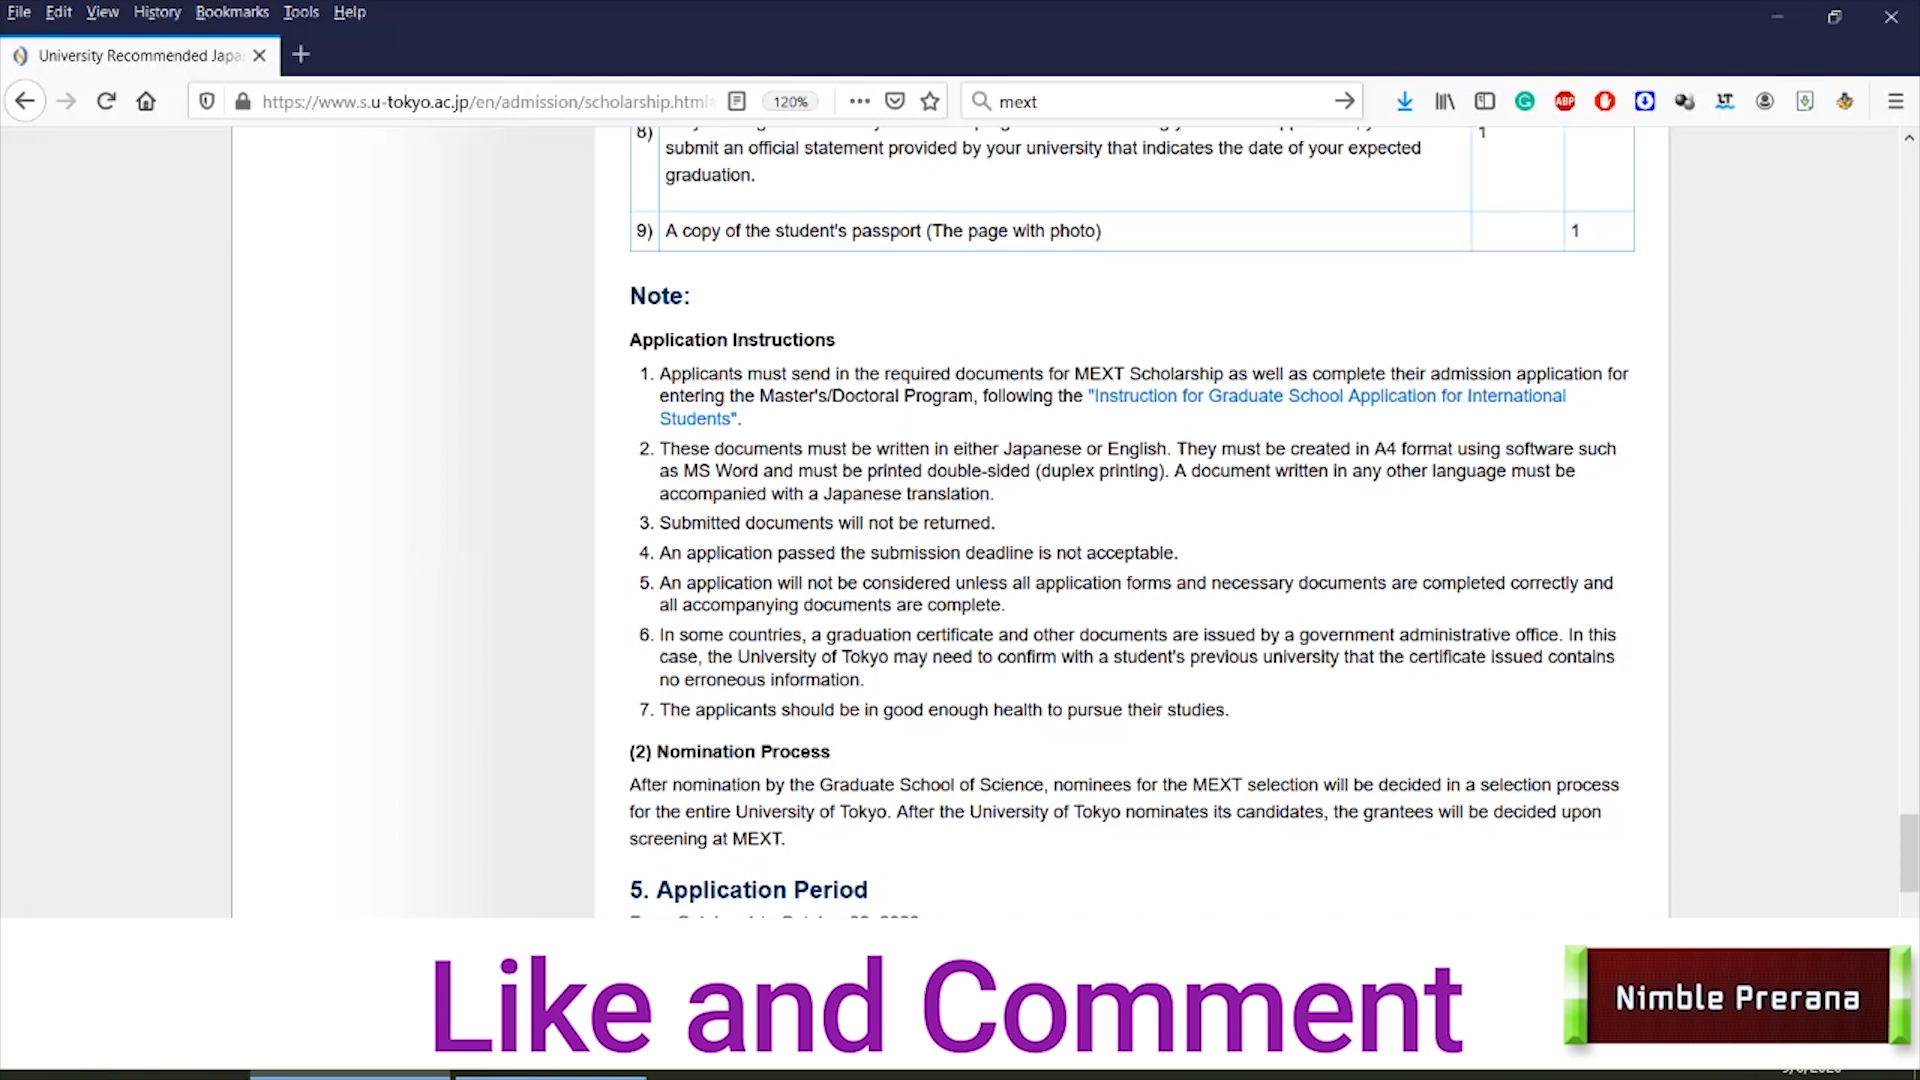 File Edit View History Bookmarks Tools Help
University Recommended Japa
https://www.s.u-tokyo.ac.jp/en/admission/scholarship.html
120%
mext
8)
1
submit an official statement provided by your university that indicates the date of your expected
graduation.
9) A copy of the student's passport (The page with photo) 1
Note:
Application Instructions
1. Applicants must send in the required documents for MEXT Scholarship as well as complete their admission application for
entering the Master's/Doctoral Program, following the "Instruction for Graduate School Application for International
Students".
2. These documents must be written in either Japanese or English. They must be created in A4 format using software such
as MS Word and must be printed double-sided (duplex printing). A document written in any other language must be
accompanied with a Japanese translation.
3. Submitted documents will not be returned.
4. An application passed the submission deadline is not acceptable.
5. An application will not be considered unless all application forms and necessary documents are completed correctly and
all accompanying documents are complete.
6. In some countries, a graduation certificate and other documents are issued by a government administrative office. In this
case, the University of Tokyo may need to confirm with a student's previous university that the certificate issued contains
no erroneous information.
7. The applicants should be in good enough health to pursue their studies.
(2) Nomination Process
After nomination by the Graduate School of Science, nominees for the MEXT selection will be decided in a selection process
for the entire University of Tokyo. After the University of Tokyo nominates its candidates, the grantees will be decided upon
screening at MEXT.
5. Application Period
Like and Comment
Nimble Prerana